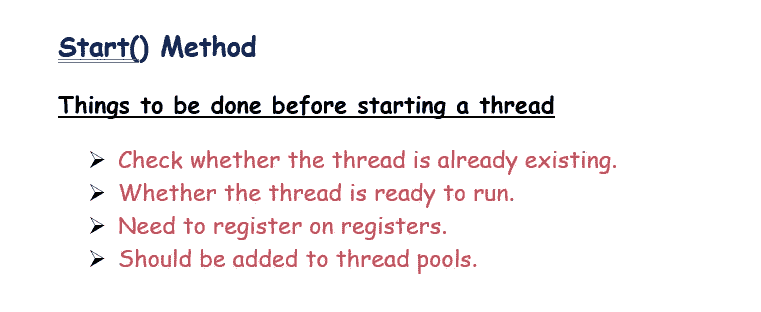 Start() Method
Things to be done before starting a thread
➢ Check whether the thread is already existing.
➢ Whether the thread is ready to run.
➢ Need to register on registers.
➢ Should be added to thread pools.